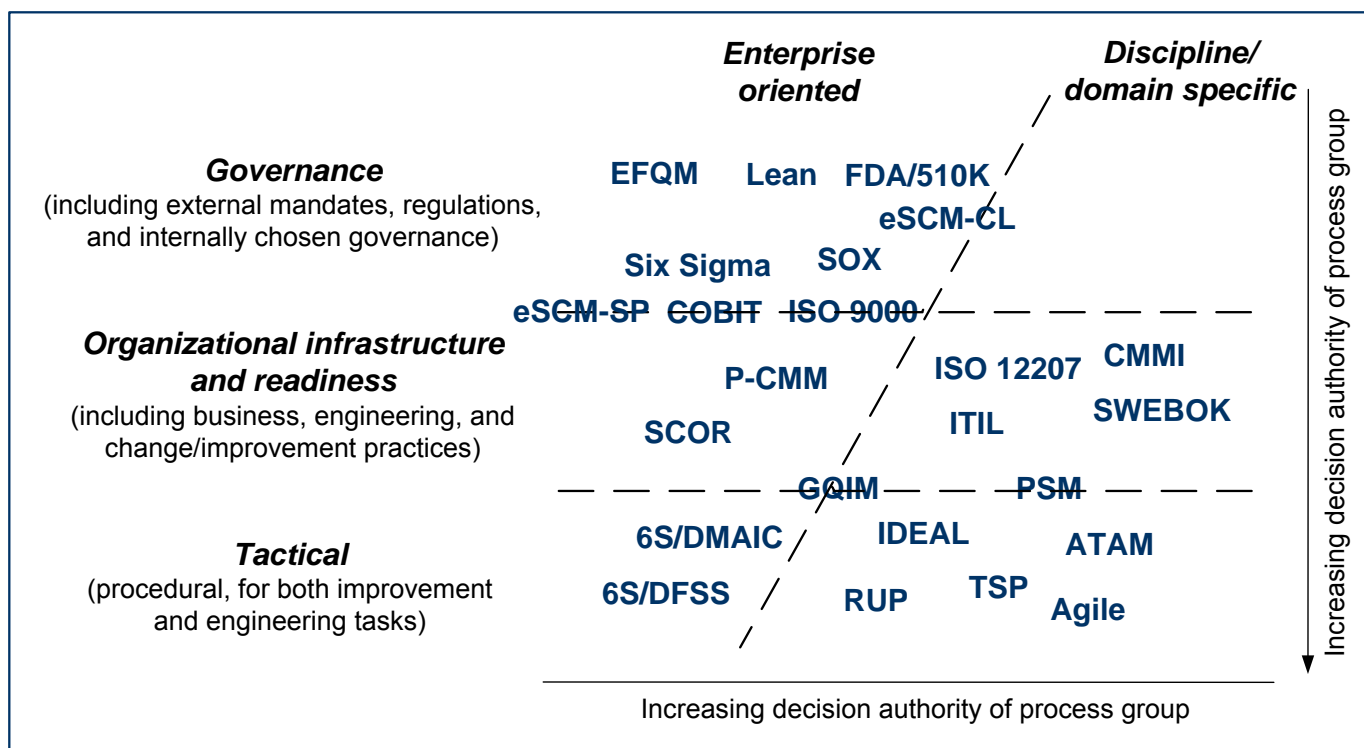 Enterprise
oriented
Discipline/
domain specific
Governance
(including external mandates, regulations,
and internally chosen governance)
EFQM
Lean
FDA/510K
eSCM-CL
Six Sigma
SOX
eSCM-SP
COBIT
ISO 9000
Organizational infrastructure
and readiness
(including business, engineering, and
change/improvement practices)
P-CMM
ISO 12207
CMMI
SCOR
ITIL
SWEBOK
GQIM
PSM
Tactical
(procedural, for both improvement
and engineering tasks)
6S/DMAIC
IDEAL
ATAM
6S/DFSS
RUP
TSP
Agile
Increasing decision authority of process group
Increasing decision authority of process group